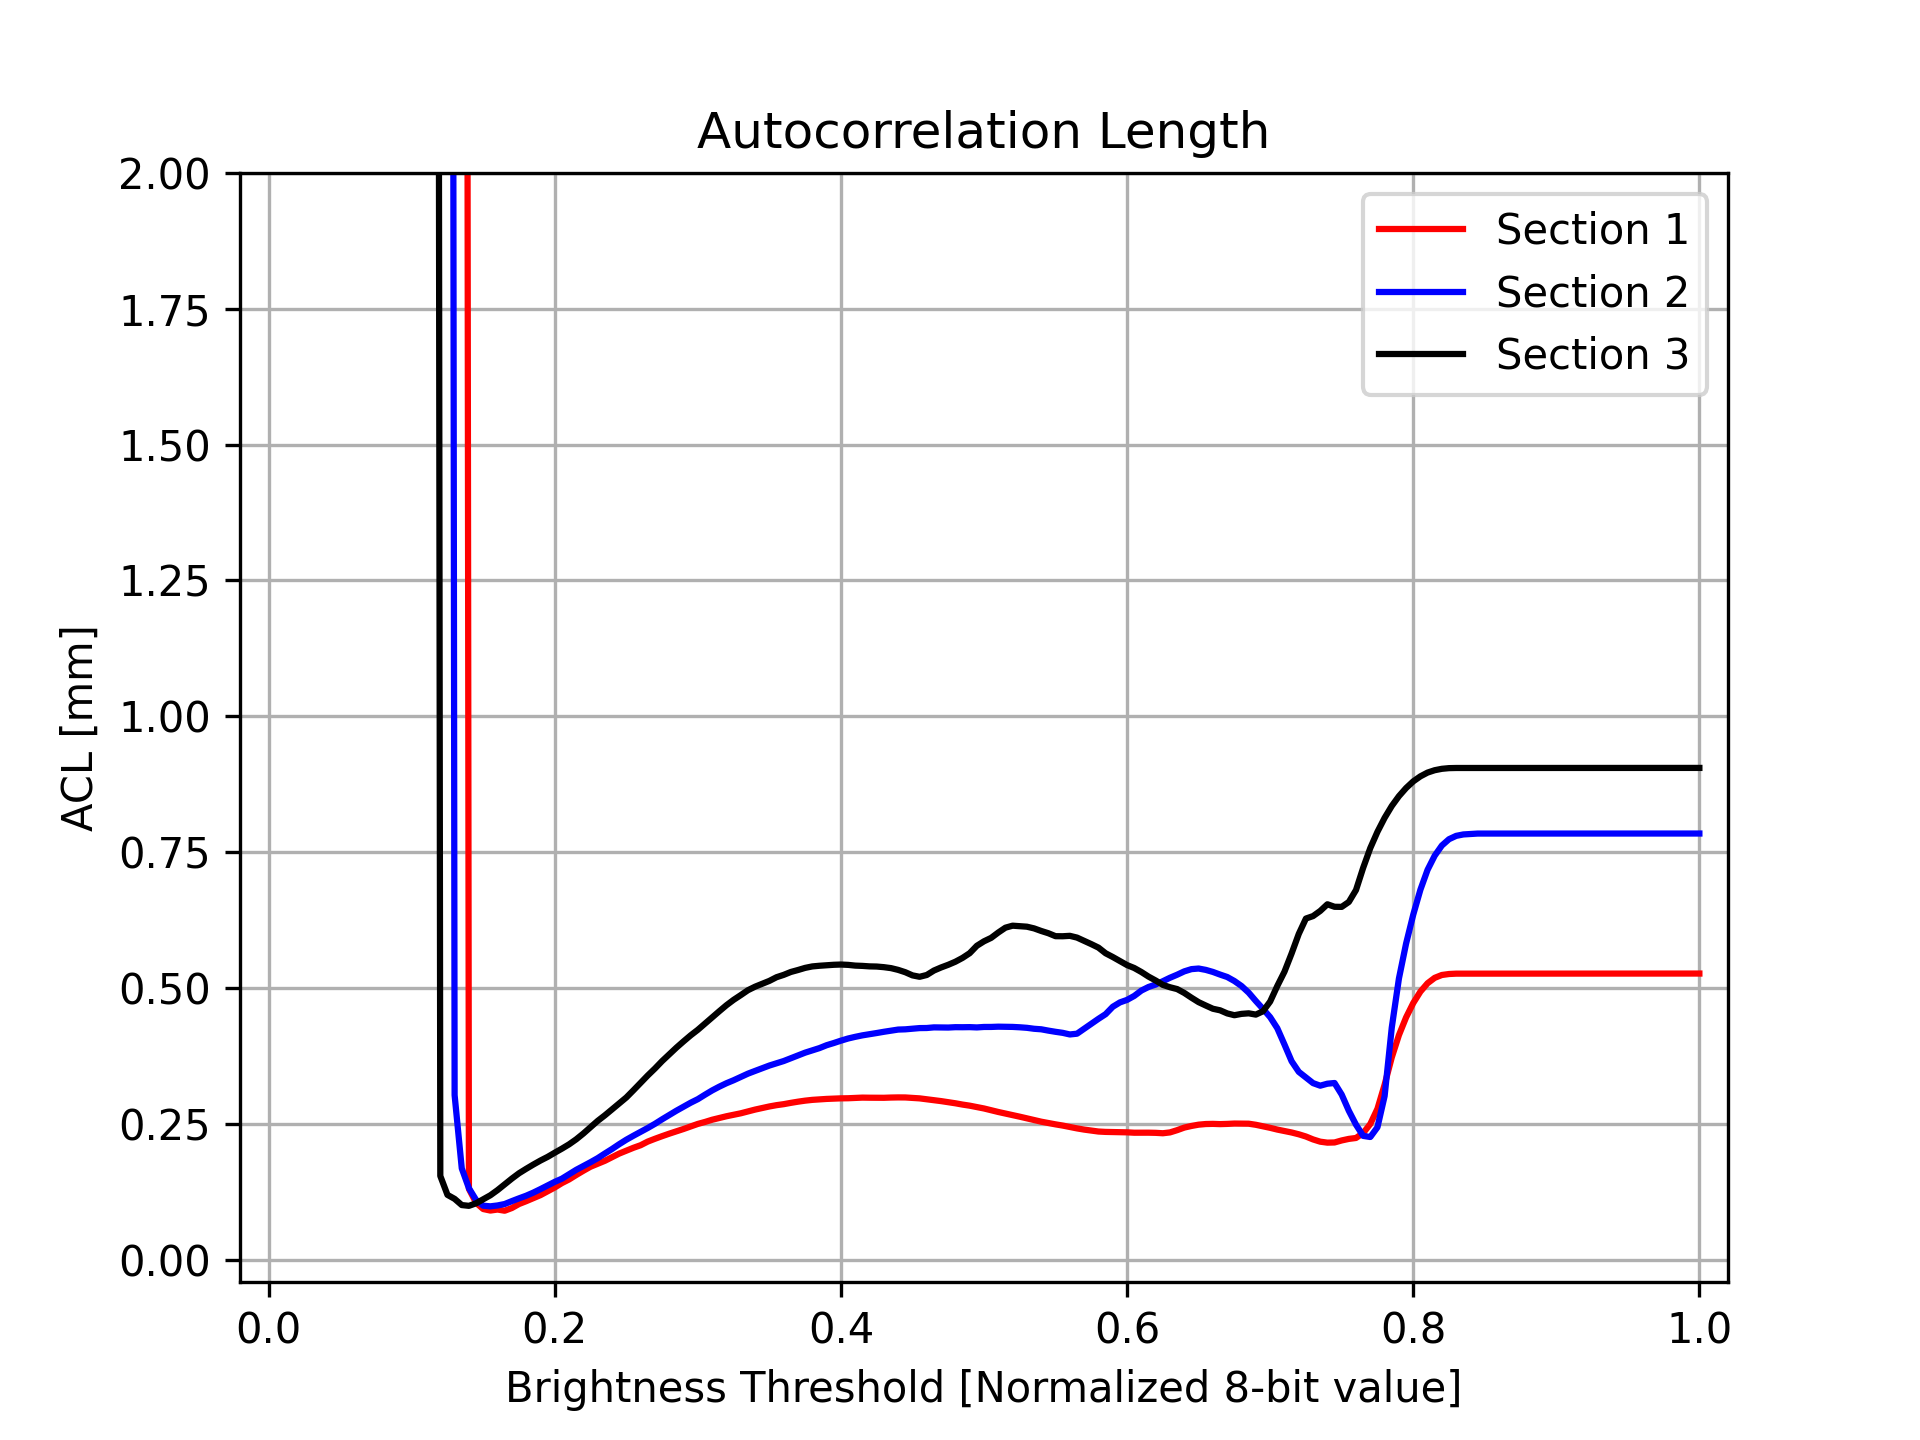 Autocorrelation Length
2.00
1.75
1.50
1.25
1.00
0.75
0.50
0.25
0.00
ACL [mm]
Section 1
Section 2
Section 3
0.0 0.2 0.4 0.6 0.8 1.0
Brightness Threshold [Normalized 8-bit value]